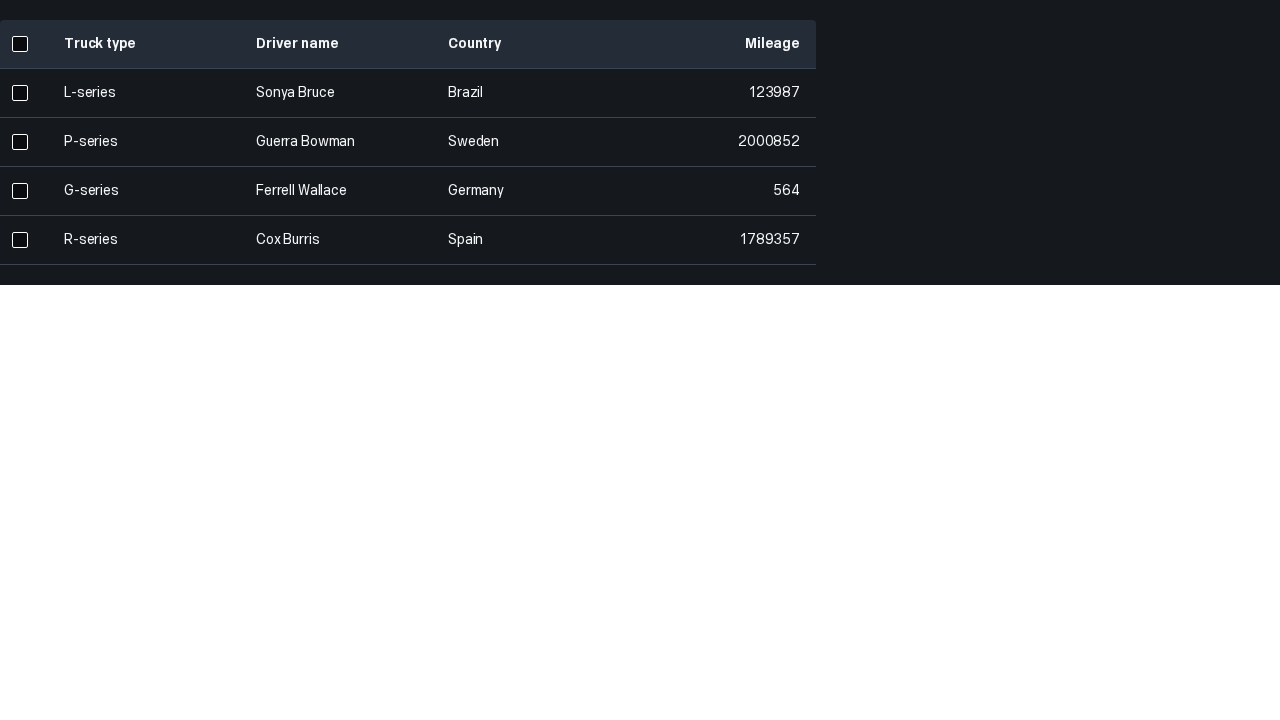 Truck type Driver name Country Mileage
L-series Sonya Bruce Brazil 123987
P-series Guerra Bowman Sweden 2000852
G-series Ferrell Wallace Germany 564
R-series Cox Burris Spain 1789357